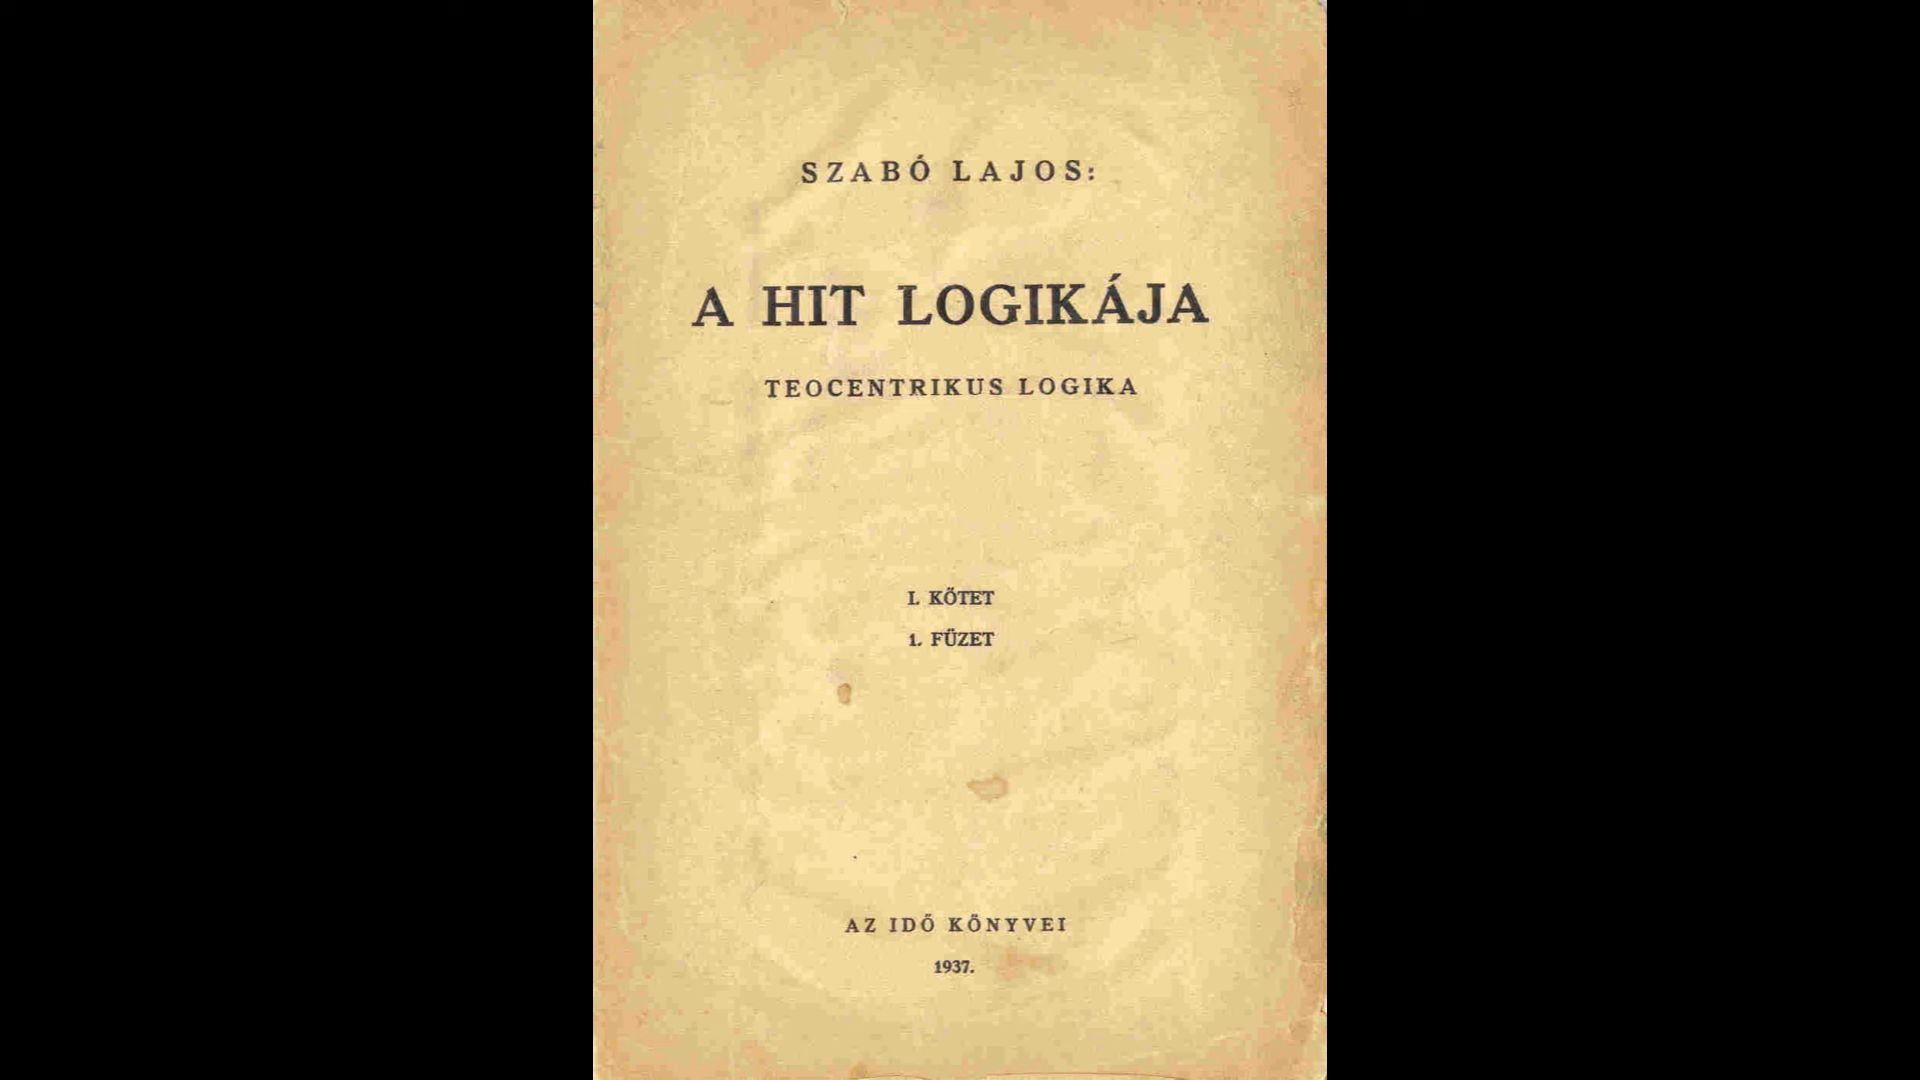 SZABÓ LAJOS:
A HIT LOGIKÁJA
TEOCENTRIKUS LOGIKA
I. KÖTET
1. FÜZET
AZ IDŐ KÖNYVEI
1937.